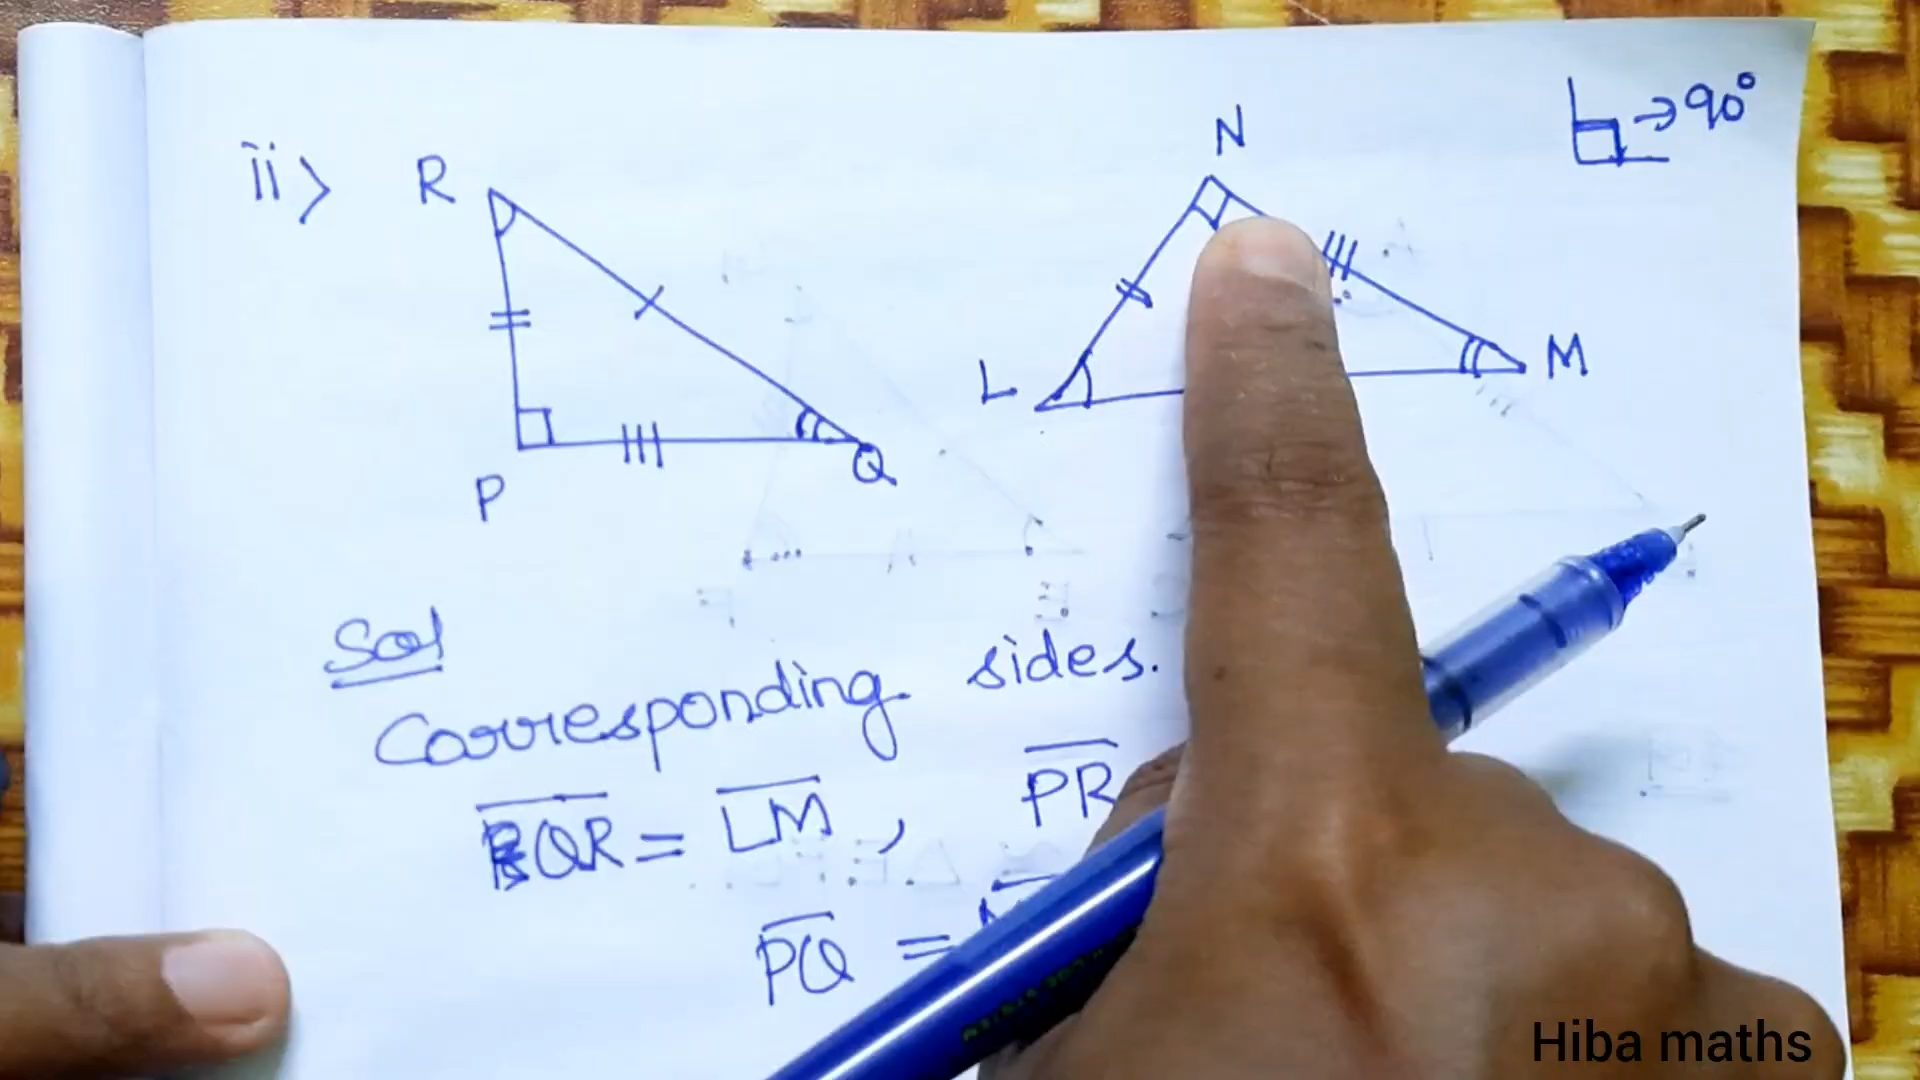 ii>
R
N
→90°
L
M
P
Q
Sol
Corresponding sides.
QR = LM , PR
PQ =
Hiba maths